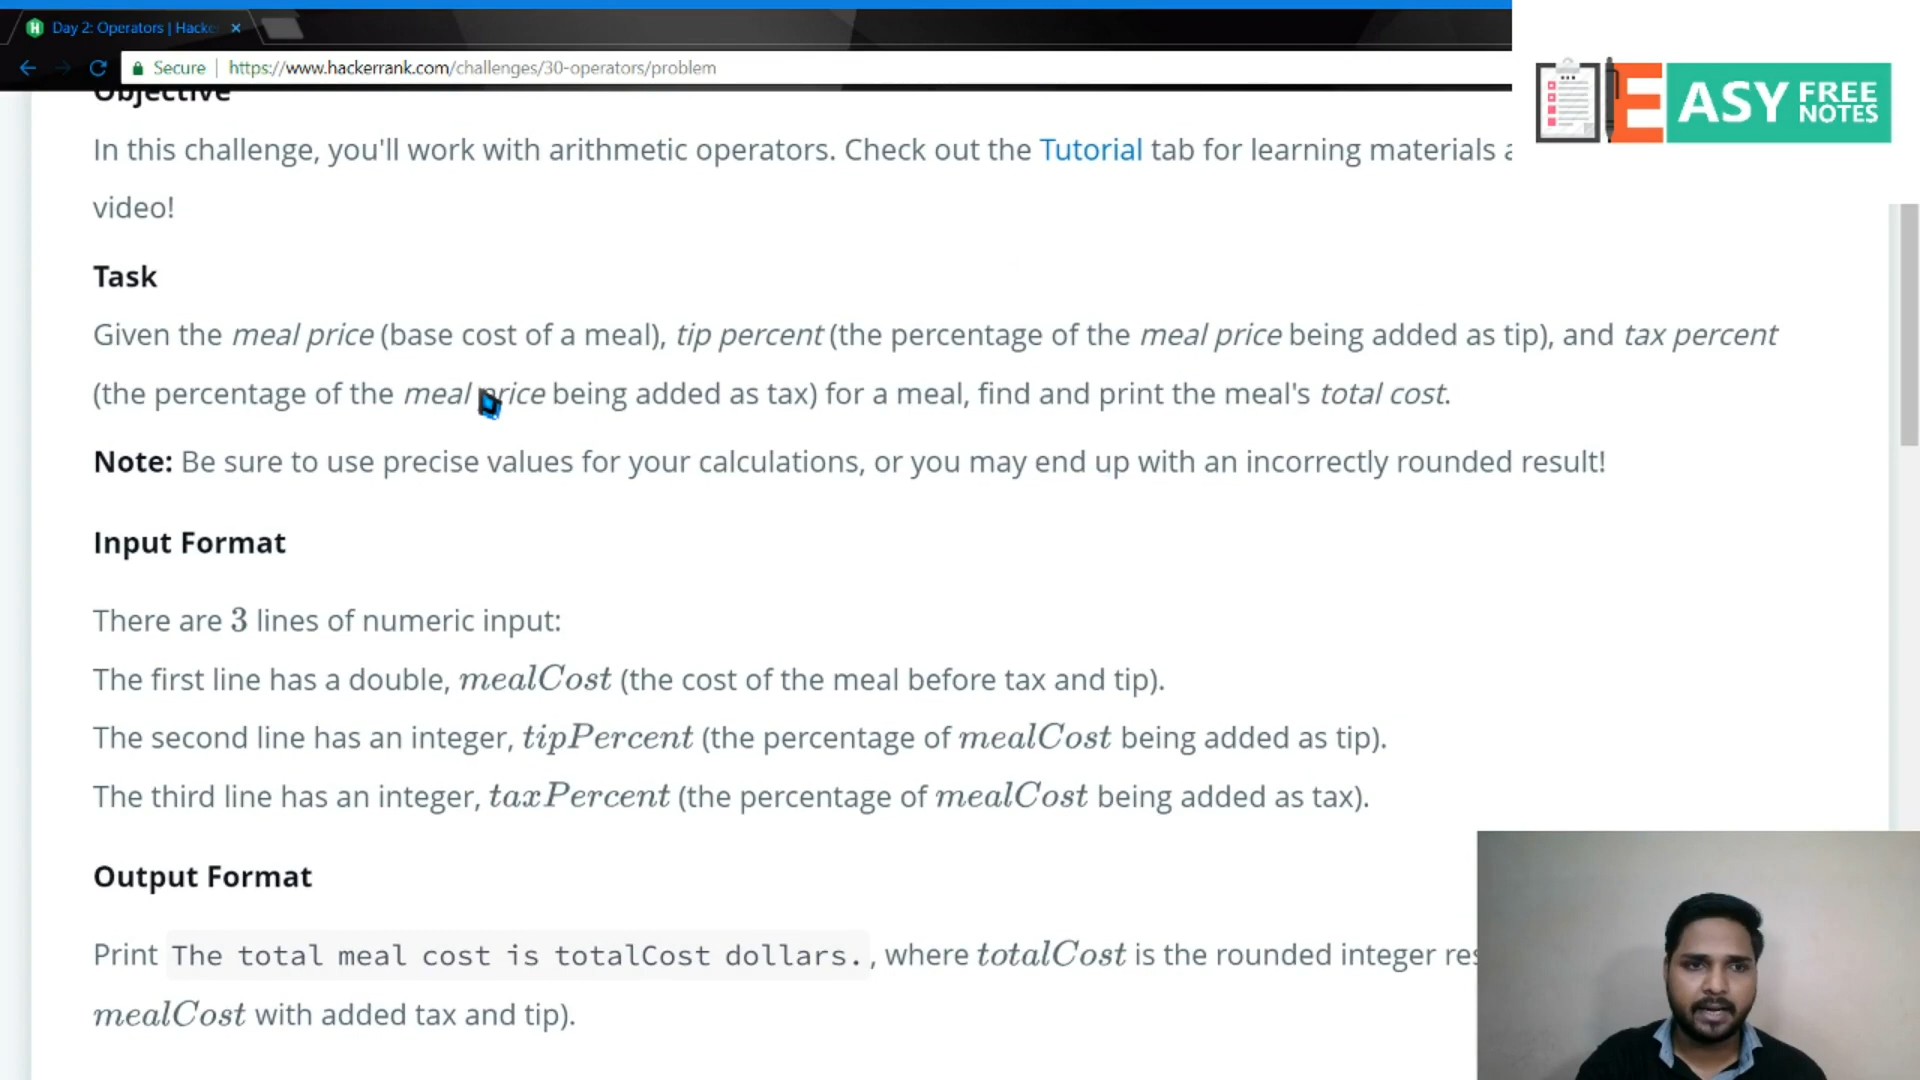 Day 2: Operators | Hacke
Secure | https://www.hackerrank.com/challenges/30-operators/problem
EASY FREE NOTES
Objective
In this challenge, you'll work with arithmetic operators. Check out the Tutorial tab for learning materials a
video!
Task
Given the meal price (base cost of a meal), tip percent (the percentage of the meal price being added as tip), and tax percent
(the percentage of the meal price being added as tax) for a meal, find and print the meal's total cost.
Note: Be sure to use precise values for your calculations, or you may end up with an incorrectly rounded result!
Input Format
There are 3 lines of numeric input:
The first line has a double, mealCost (the cost of the meal before tax and tip).
The second line has an integer, tipPercent (the percentage of mealCost being added as tip).
The third line has an integer, taxPercent (the percentage of mealCost being added as tax).
Output Format
Print The total meal cost is totalCost dollars., where totalCost is the rounded integer res
mealCost with added tax and tip).